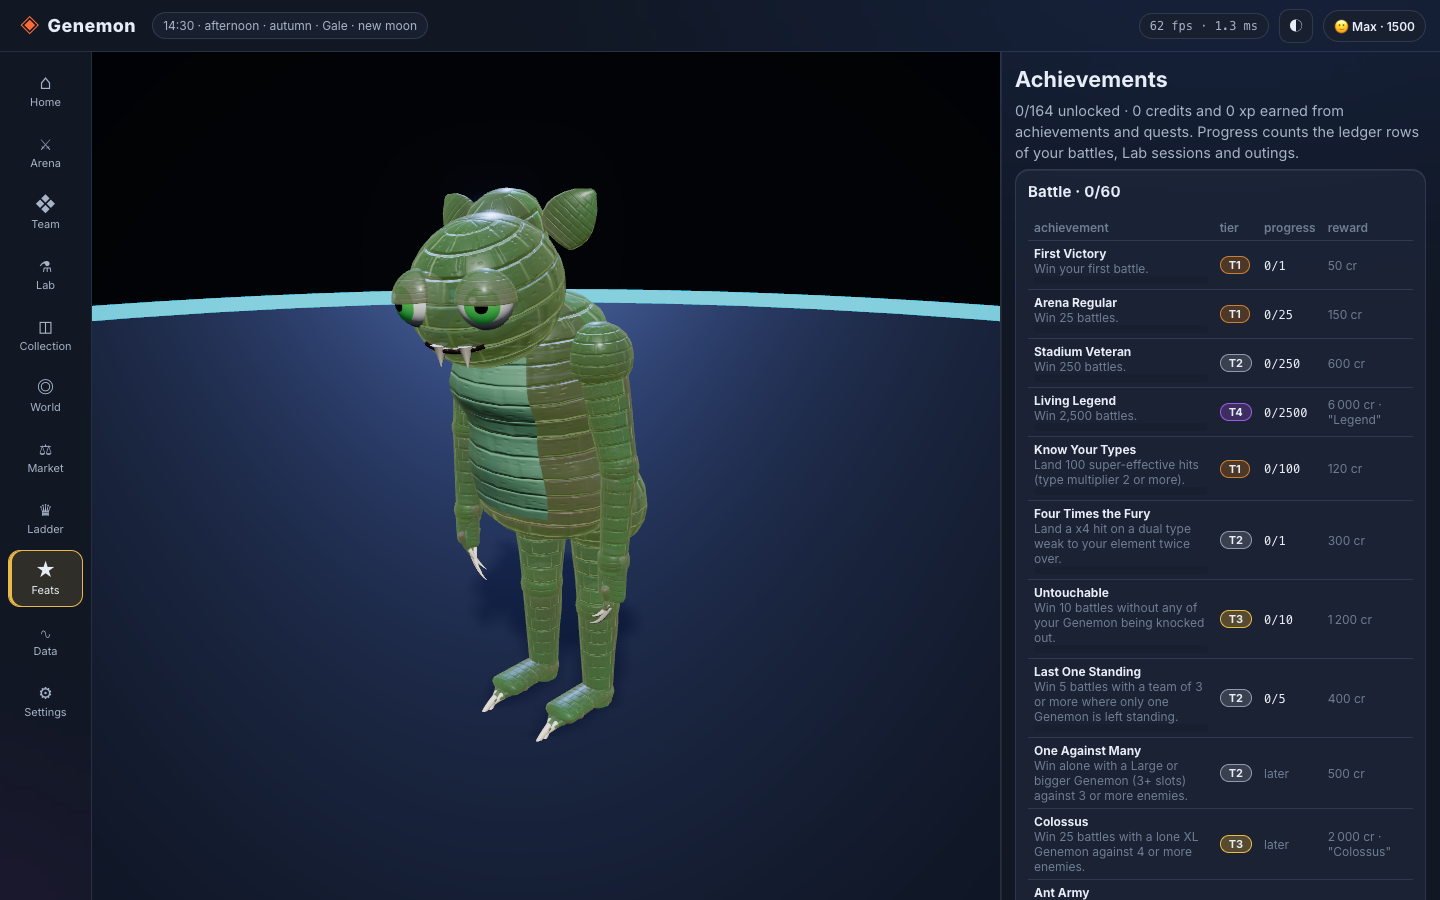 Genemon
14:30 · afternoon · autumn · Gale · new moon
62 fps · 1.3 ms
Max · 1500
Home
Arena
Team
Lab
Collection
World
Market
Ladder
Feats
Data
Settings
Achievements
0/164 unlocked · 0 credits and 0 xp earned from
achievements and quests. Progress counts the ledger rows
of your battles, Lab sessions and outings.
Battle · 0/60
achievement tier progress reward
First Victory
Win your first battle.
T1 0/1 50 cr
Arena Regular
Win 25 battles.
T1 0/25 150 cr
Stadium Veteran
Win 250 battles.
T2 0/250 600 cr
Living Legend
Win 2,500 battles.
T4 0/2500 6 000 cr ·
"Legend"
Know Your Types
Land 100 super-effective hits
(type multiplier 2 or more).
T1 0/100 120 cr
Four Times the Fury
Land a x4 hit on a dual type
weak to your element twice
over.
T2 0/1 300 cr
Untouchable
Win 10 battles without any of
your Genemon being knocked
out.
T3 0/10 1 200 cr
Last One Standing
Win 5 battles with a team of 3
or more where only one
Genemon is left standing.
T2 0/5 400 cr
One Against Many
Win alone with a Large or
bigger Genemon (3+ slots)
against 3 or more enemies.
T2 later 500 cr
Colossus
Win 25 battles with a lone XL
Genemon against 4 or more
enemies.
T3 later 2 000 cr ·
"Colossus"
Ant Army